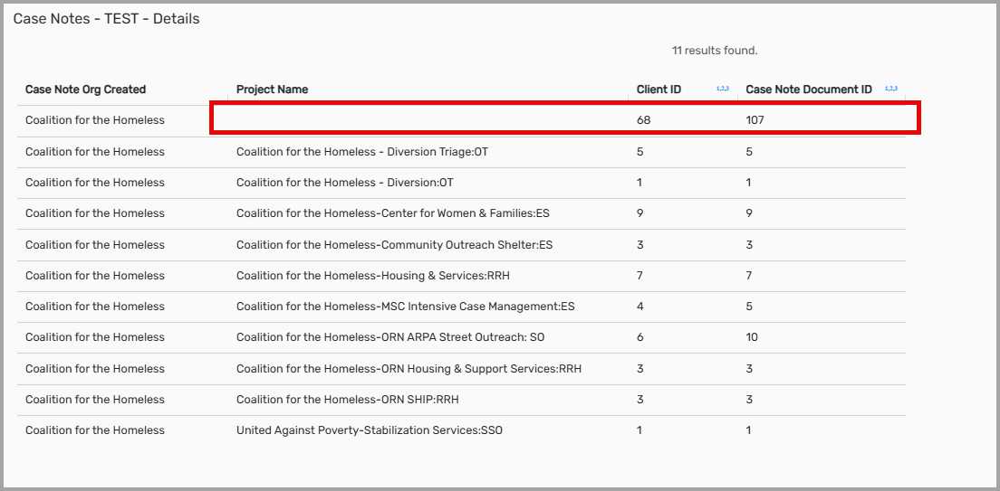 Case Notes - TEST - Details
11 results found.
Case Note Org Created Project Name Client ID 1,2,3 Case Note Document ID 1,2,3
Coalition for the Homeless 68 107
Coalition for the Homeless Coalition for the Homeless - Diversion Triage:OT 5 5
Coalition for the Homeless Coalition for the Homeless - Diversion:OT 1 1
Coalition for the Homeless Coalition for the Homeless-Center for Women & Families:ES 9 9
Coalition for the Homeless Coalition for the Homeless-Community Outreach Shelter:ES 3 3
Coalition for the Homeless Coalition for the Homeless-Housing & Services:RRH 7 7
Coalition for the Homeless Coalition for the Homeless-MSC Intensive Case Management:ES 4 5
Coalition for the Homeless Coalition for the Homeless-ORN ARPA Street Outreach: SO 6 10
Coalition for the Homeless Coalition for the Homeless-ORN Housing & Support Services:RRH 3 3
Coalition for the Homeless Coalition for the Homeless-ORN SHIP:RRH 3 3
Coalition for the Homeless United Against Poverty-Stabilization Services:SSO 1 1